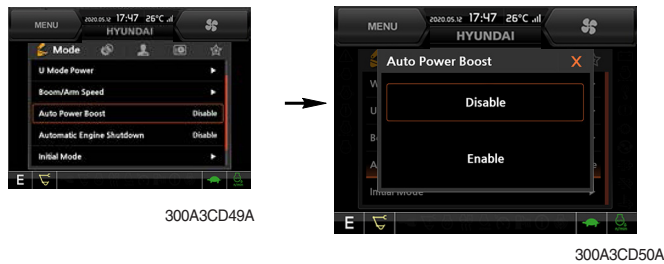 MENU
2020.05.12 17:47 26°C
HYUNDAI
Mode
U Mode Power
Boom/Arm Speed
Auto Power Boost Disable
Automatic Engine Shutdown Disable
Initial Mode
E
300A3CD49A
MENU
2020.05.12 17:47 26°C
HYUNDAI
Auto Power Boost X
Disable
Enable
W
U
B
A e
Initial Mode
E
300A3CD50A